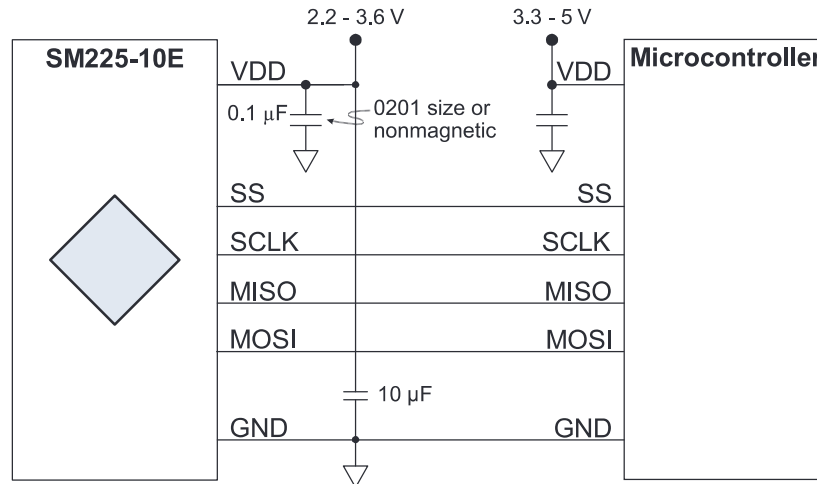 2.2 - 3.6 V
3.3 - 5 V
SM225-10E
Microcontroller
VDD
VDD
0.1 μF
0201 size or
nonmagnetic
SS
SS
SCLK
SCLK
MISO
MISO
MOSI
MOSI
10 μF
GND
GND